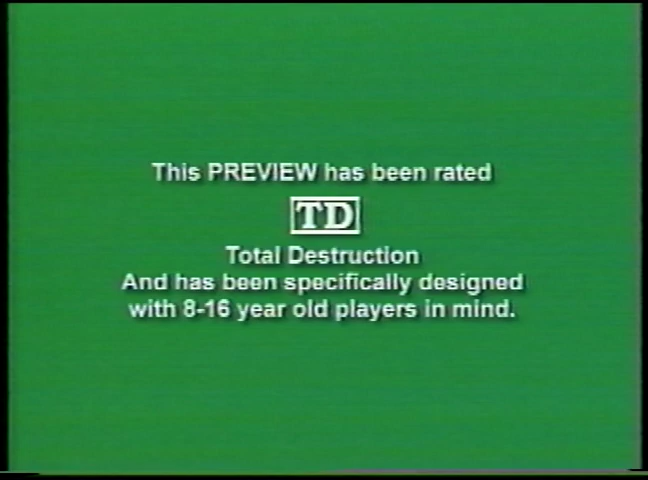 This PREVIEW has been rated
TD
Total Destruction
And has been specifically designed
with 8-16 year old players in mind.